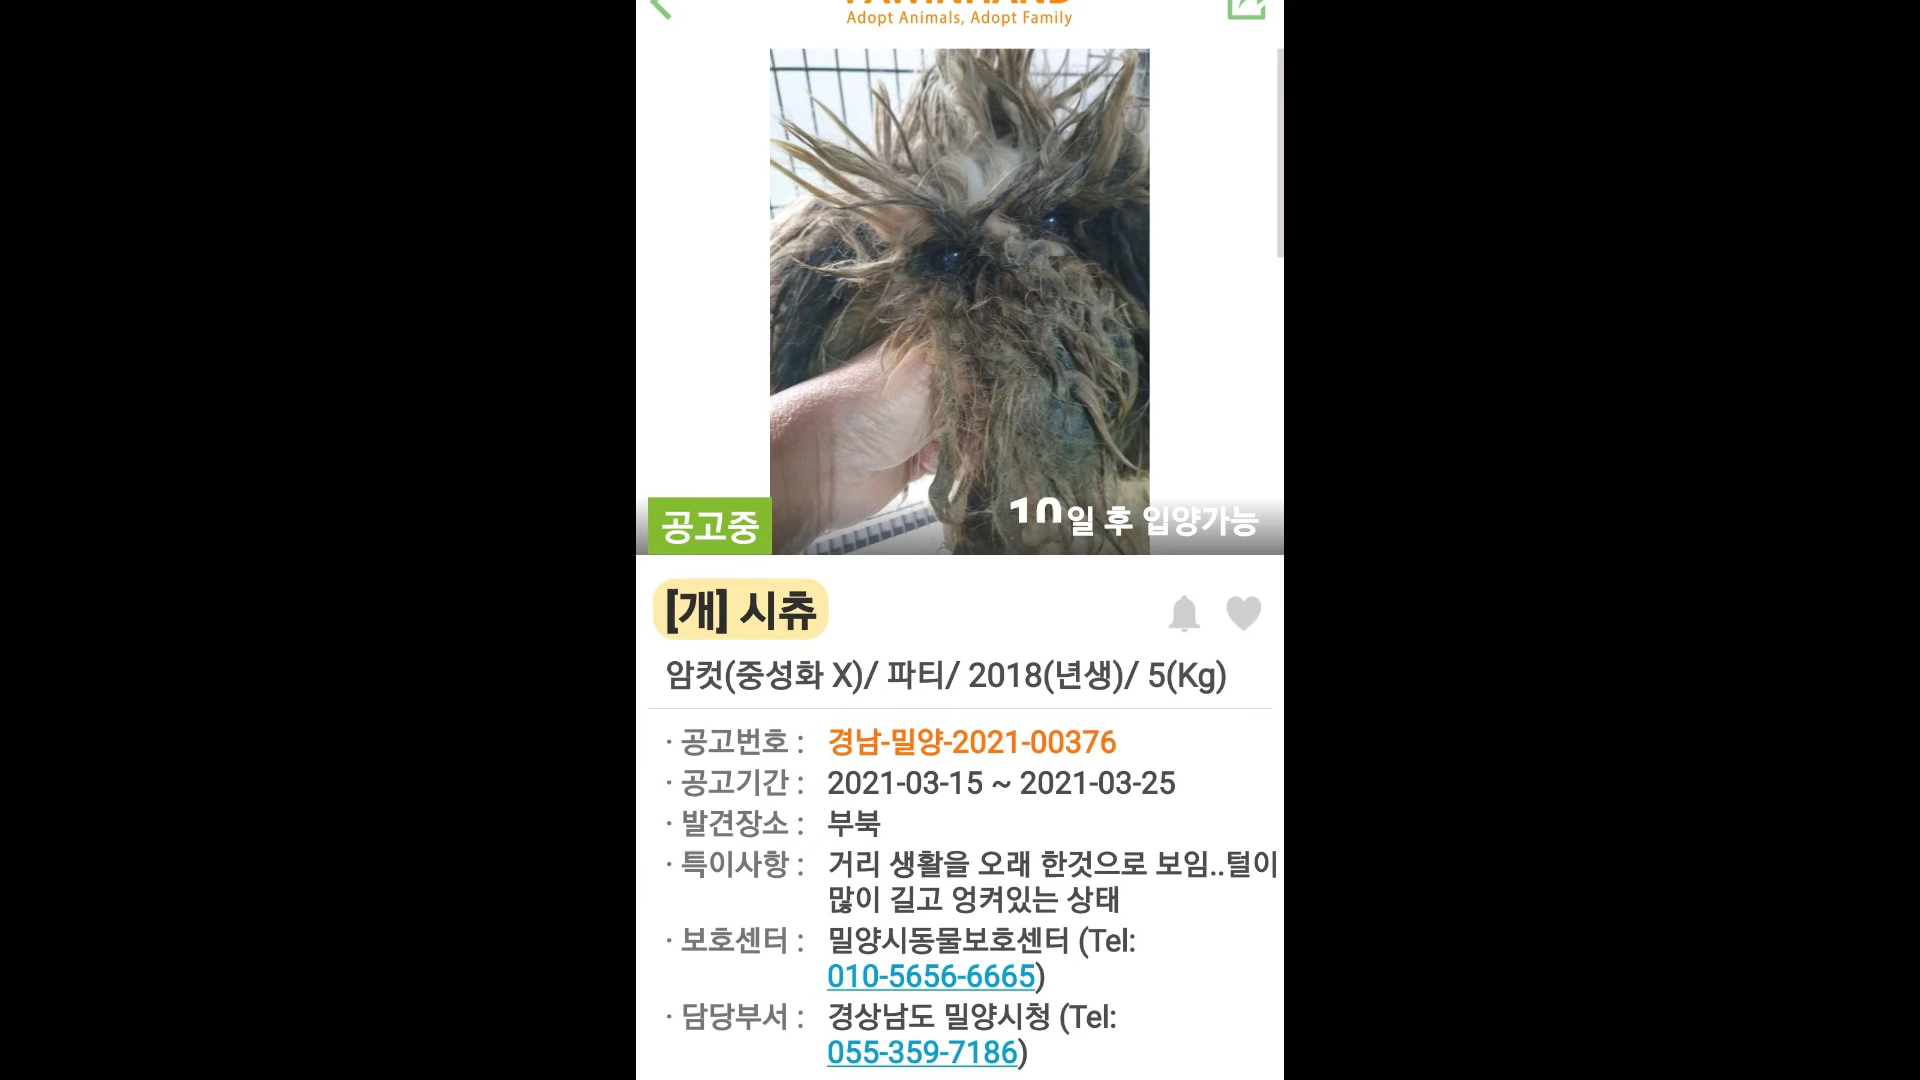 Adopt Animals, Adopt Family
공고중
10일 후 입양가능
[개] 시츄
암컷(중성화 X)/ 파티/ 2018(년생)/ 5(Kg)
· 공고번호 : 경남-밀양-2021-00376
· 공고기간 : 2021-03-15 ~ 2021-03-25
· 발견장소 : 부북
· 특이사항 : 거리 생활을 오래 한것으로 보임..털이
많이 길고 엉켜있는 상태
· 보호센터 : 밀양시동물보호센터 (Tel:
010-5656-6665)
· 담당부서 : 경상남도 밀양시청 (Tel:
055-359-7186)